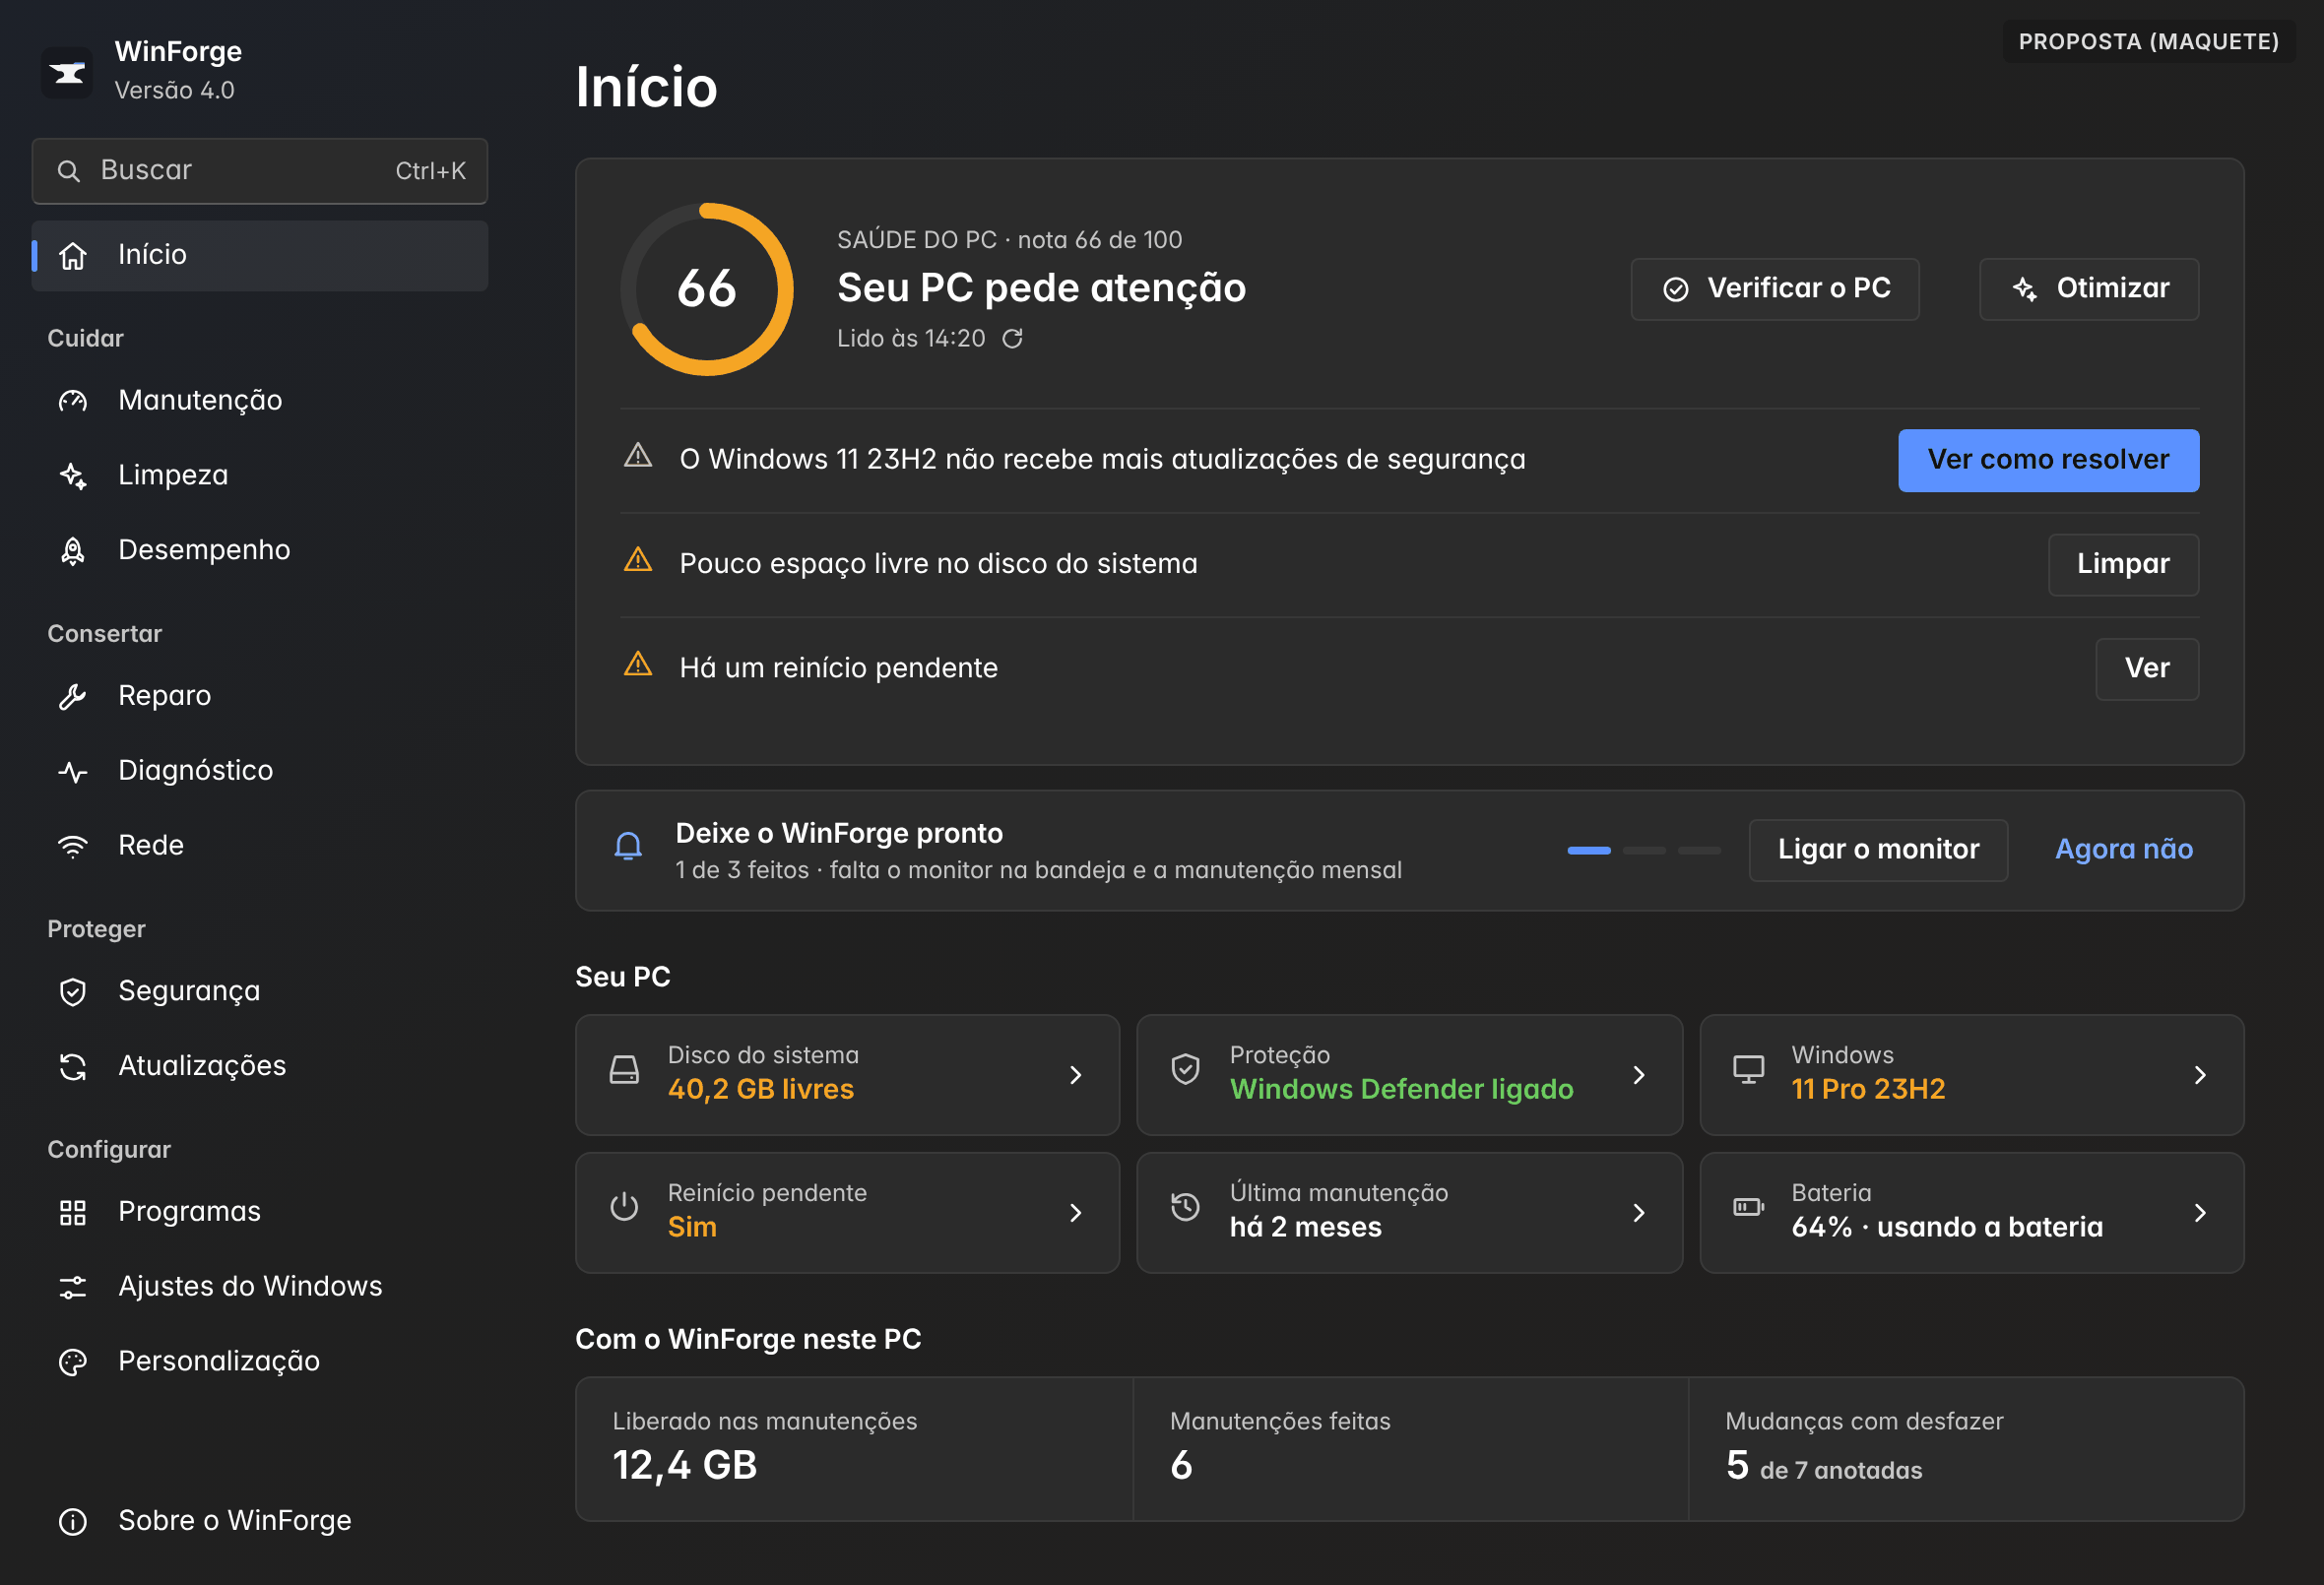 WinForge
Versão 4.0
Buscar
Ctrl+K
Início
Cuidar
Manutenção
Limpeza
Desempenho
Consertar
Reparo
Diagnóstico
Rede
Proteger
Segurança
Atualizações
Configurar
Programas
Ajustes do Windows
Personalização
Sobre o WinForge
PROPOSTA (MAQUETE)
Início
66
SAÚDE DO PC · nota 66 de 100
Seu PC pede atenção
Lido às 14:20
Verificar o PC
Otimizar
O Windows 11 23H2 não recebe mais atualizações de segurança
Ver como resolver
Pouco espaço livre no disco do sistema
Limpar
Há um reinício pendente
Ver
Deixe o WinForge pronto
1 de 3 feitos · falta o monitor na bandeja e a manutenção mensal
Ligar o monitor
Agora não
Seu PC
Disco do sistema
40,2 GB livres
Proteção
Windows Defender ligado
Windows
11 Pro 23H2
Reinício pendente
Sim
Última manutenção
há 2 meses
Bateria
64% · usando a bateria
Com o WinForge neste PC
Liberado nas manutenções
12,4 GB
Manutenções feitas
6
Mudanças com desfazer
5 de 7 anotadas